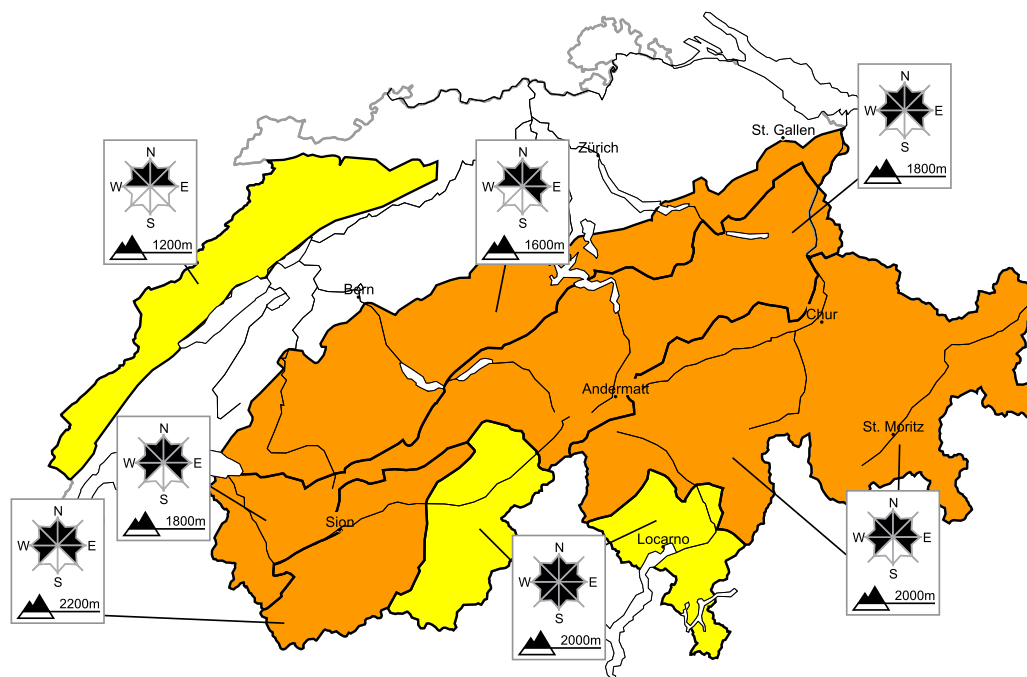 N
W E
S
1800m
St. Gallen
Zürich
N
W E
S
1200m
N
W E
S
1600m
Bern
Chur
Andermatt
St. Moritz
N
W E
S
1800m
N
W E
S
2200m
Sion
Locarno
N
W E
S
2000m
N
W E
S
2000m